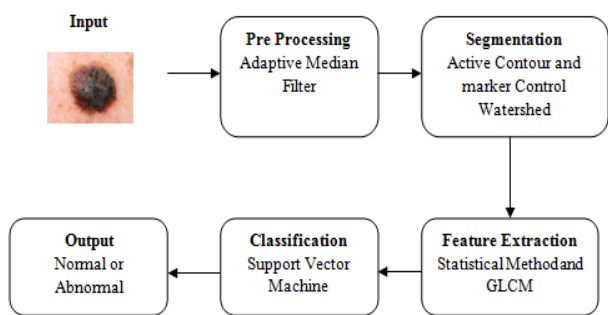 Input
Pre Processing
Adaptive Median
Filter
Segmentation
Active Contour and
marker Control
Watershed
Output
Normal or
Abnormal
Classification
Support Vector
Machine
Feature Extraction
Statistical Method and
GLCM